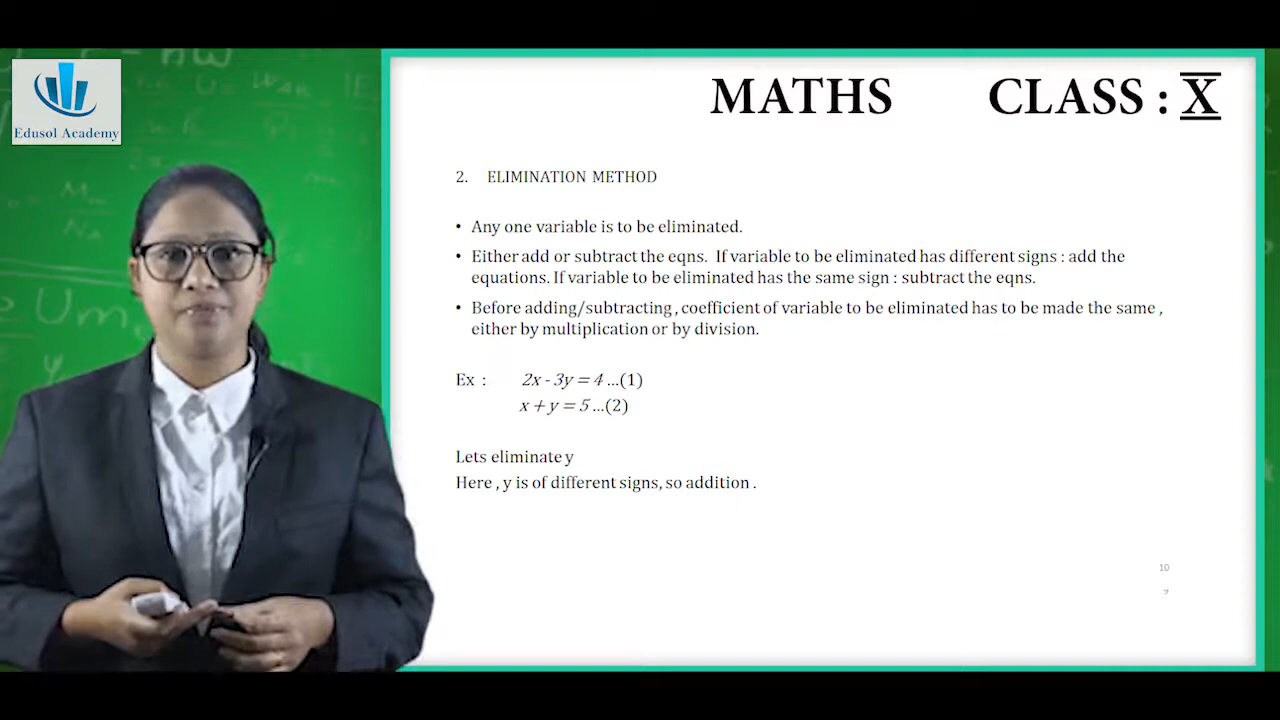 Edusol Academy
MATHS CLASS : X
2. ELIMINATION METHOD
• Any one variable is to be eliminated.
• Either add or subtract the eqns. If variable to be eliminated has different signs : add the
equations. If variable to be eliminated has the same sign : subtract the eqns.
• Before adding/subtracting , coefficient of variable to be eliminated has to be made the same ,
either by multiplication or by division.
Ex : 2x - 3y = 4 ...(1)
x + y = 5 ...(2)
Lets eliminate y
Here , y is of different signs, so addition .
10